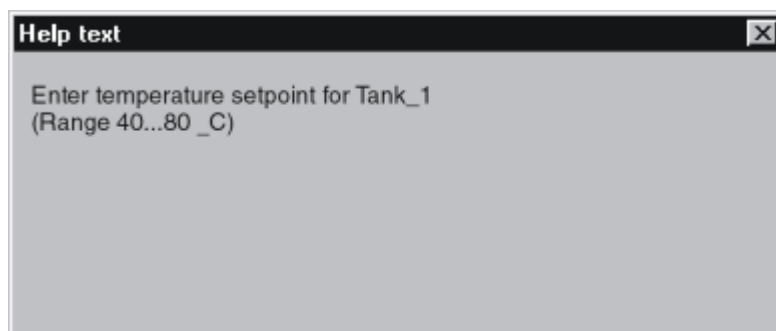 Help text
Enter temperature setpoint for Tank_1
(Range 40...80 _C)